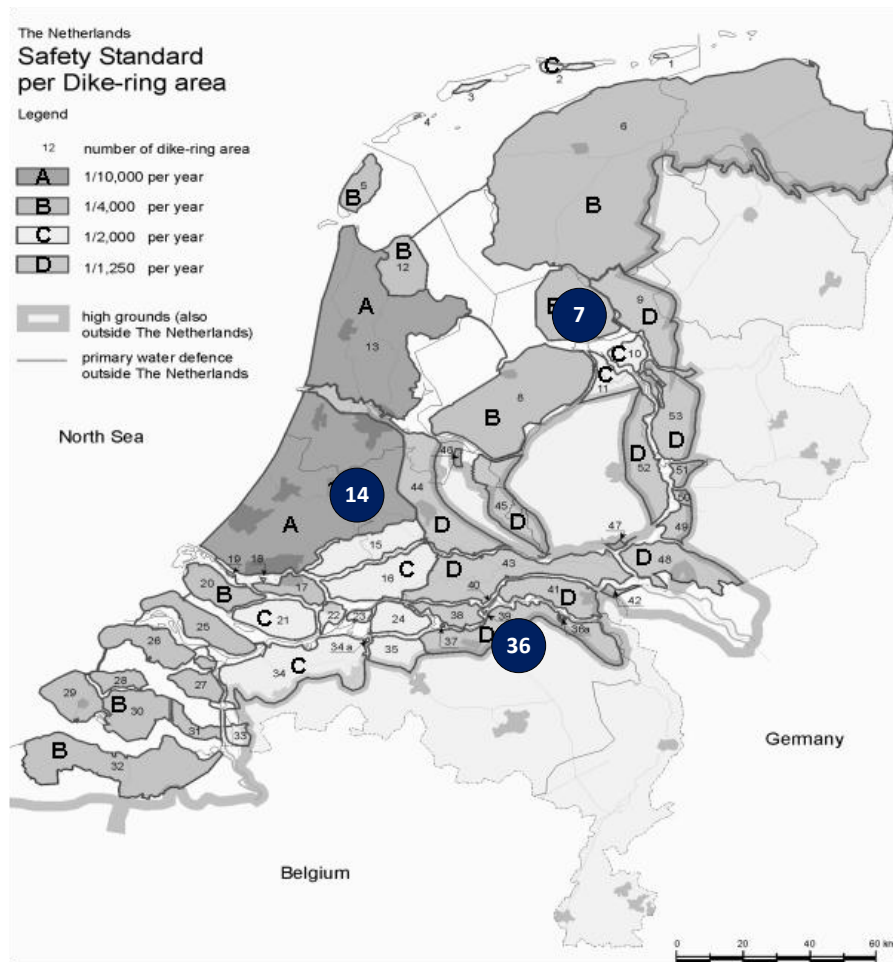 The Netherlands
Safety Standard
per Dike-ring area
Legend
12 number of dike-ring area
A 1/10,000 per year
B 1/4,000 per year
C 1/2,000 per year
D 1/1,250 per year
high grounds (also
outside The Netherlands)
primary water defence
outside The Netherlands
North Sea
Germany
Belgium
C
1
2
3
4
6
B
5
B
B
12
A
13
B
7
9
D
C
10
C
11
8
B
53
D
D
52
51
50
49
46
44
45
D
D
14
A
15
C
16
D
43
47
D
48
19
18
17
20
B
C
21
22
23
24
40
41
D
42
38
39
37
D
36
36a
25
26
34a
35
C
34
28
27
29
B
30
31
33
B
32
0 20 40 60 km